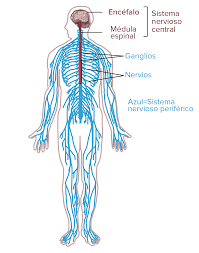 Encéfalo
Sistema
nervioso
central
Médula
espinal
Ganglios
Nervios
Azul=Sistema
nervioso periférico